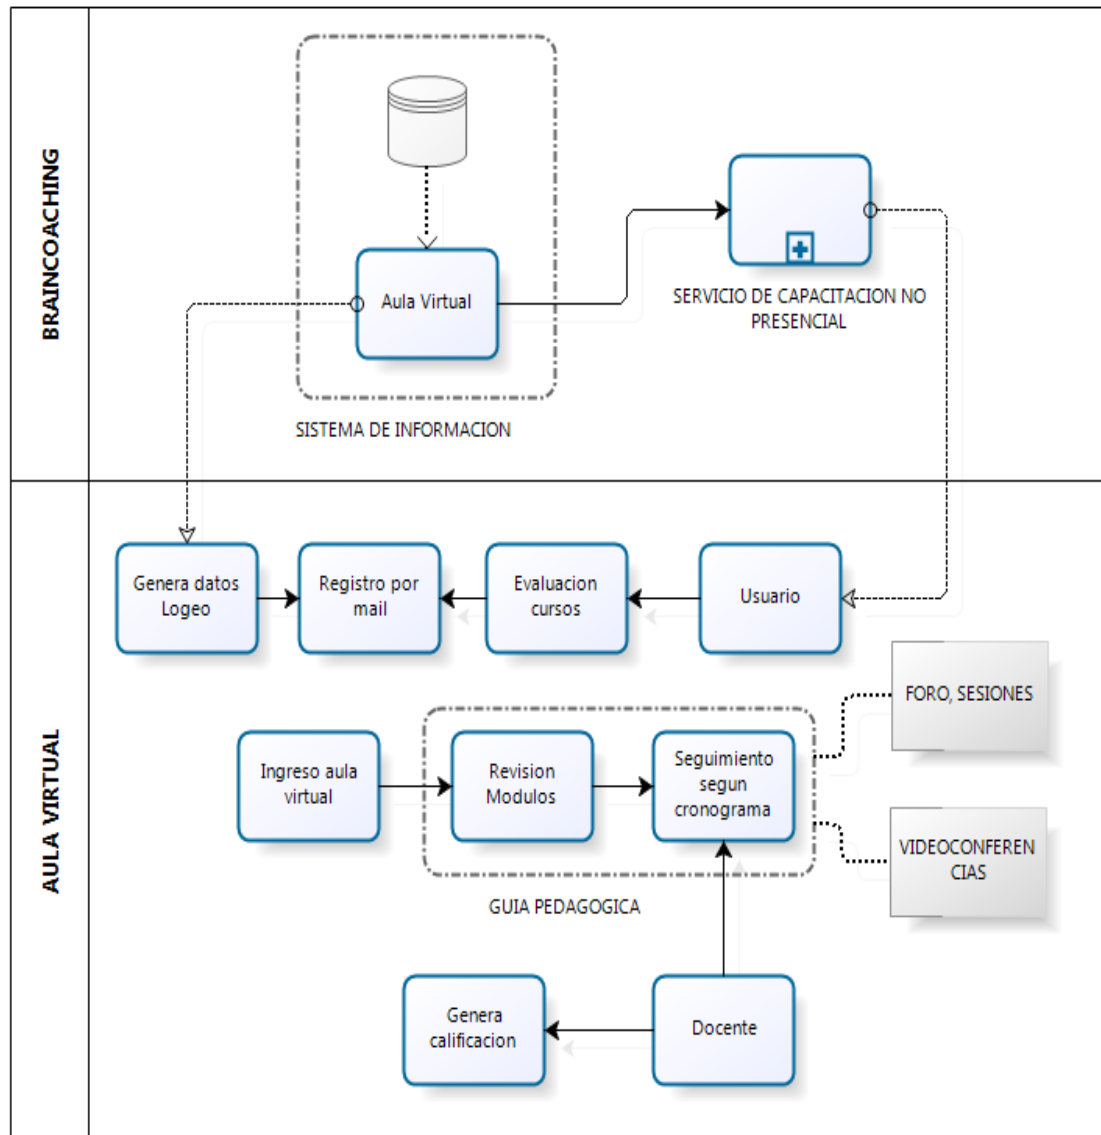 BRAINCOACHING
Aula Virtual
SERVICIO DE CAPACITACION NO
PRESENCIAL
SISTEMA DE INFORMACION
AULA VIRTUAL
Genera datos
Logeo
Registro por
mail
Evaluacion
cursos
Usuario
FORO, SESIONES
Ingreso aula
virtual
Revision
Modulos
Seguimiento
segun
cronograma
VIDEOCONFEREN
CIAS
GUIA PEDAGOGICA
Genera
calificacion
Docente